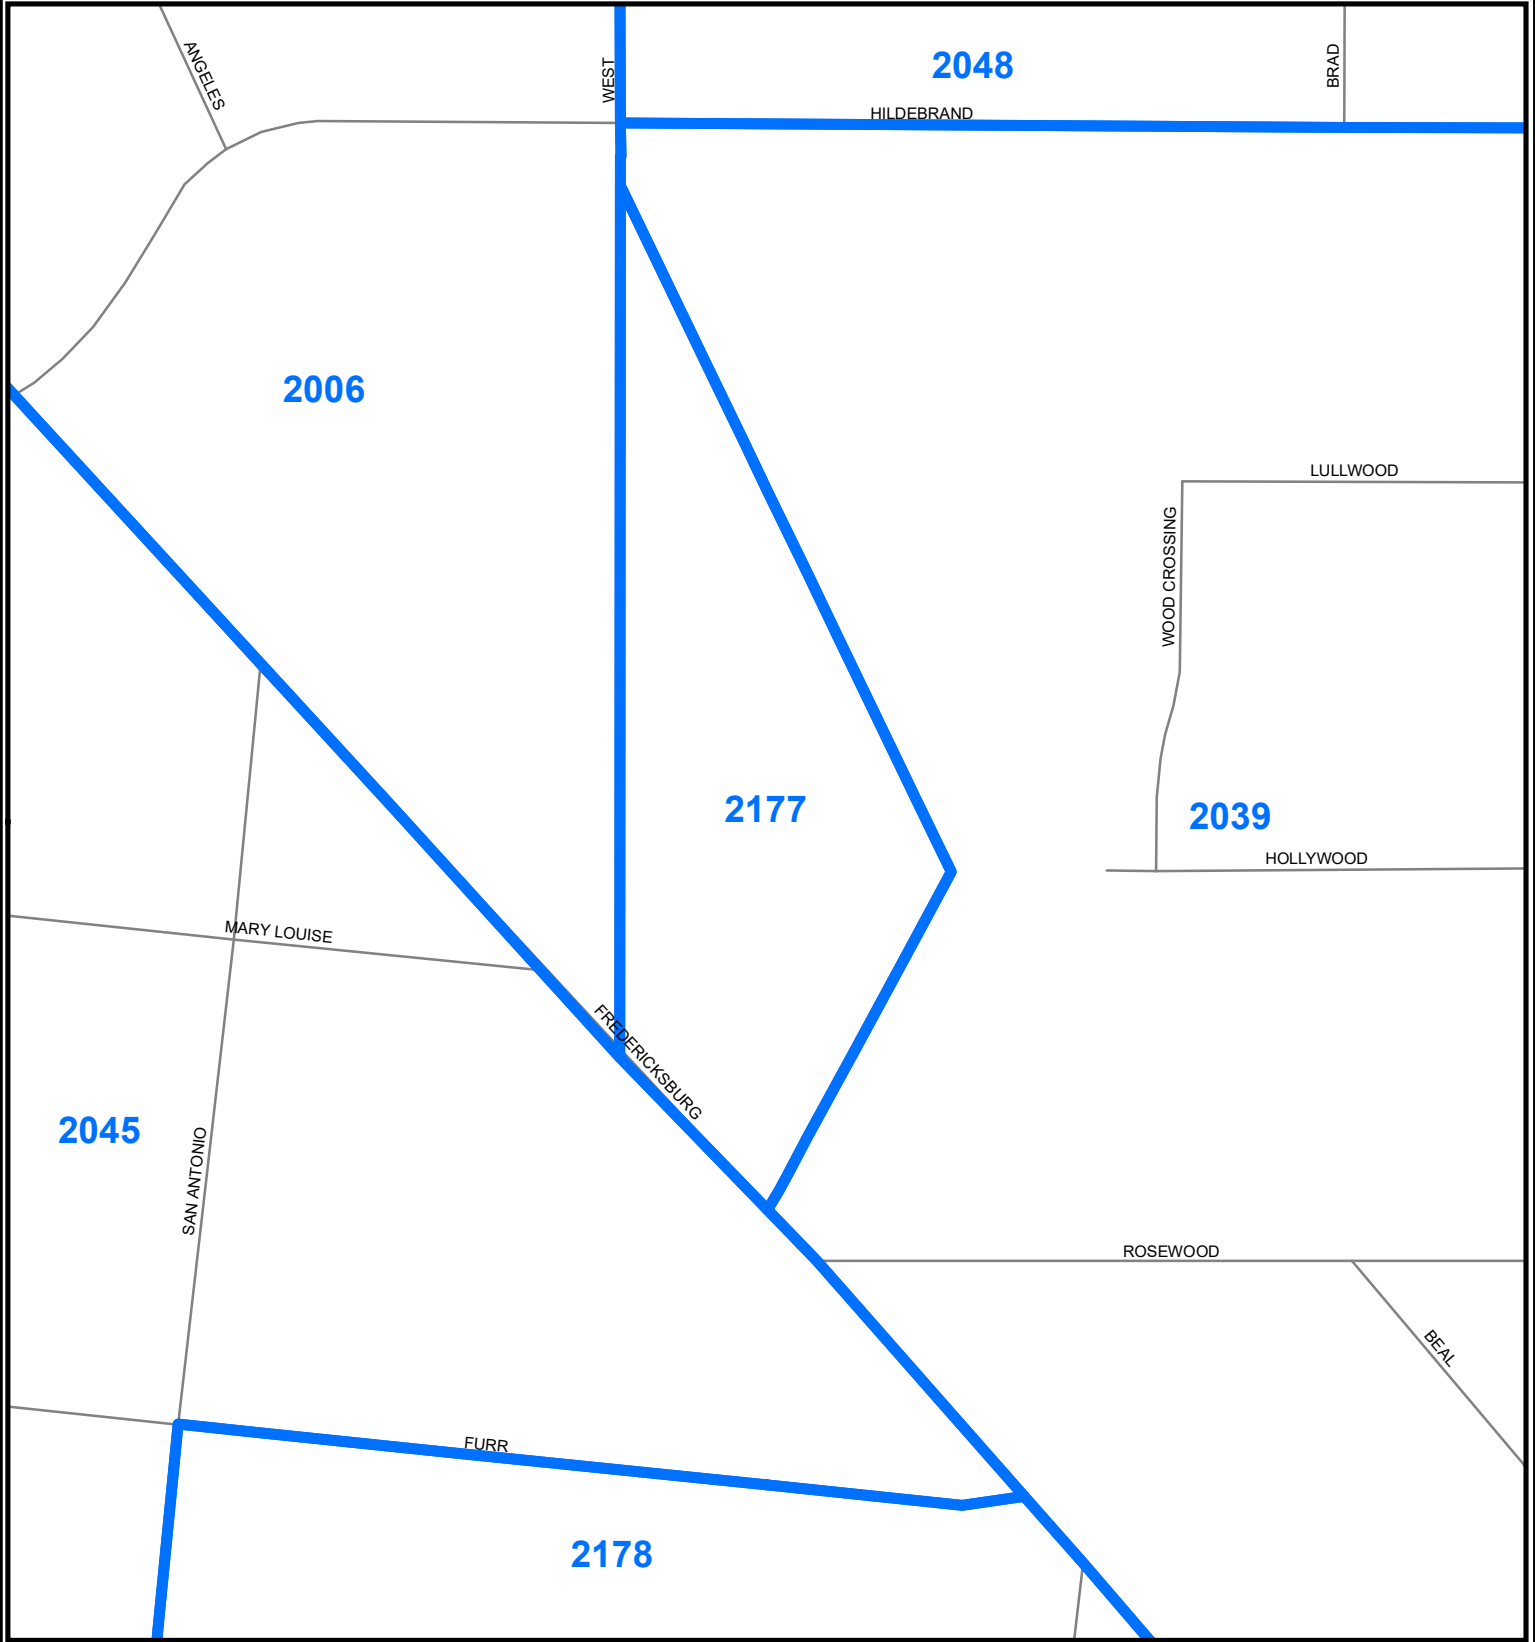 ANGELES
WEST
2048
BRAD
HILDEBRAND
2006
LULLWOOD
WOOD CROSSING
2177
2039
HOLLYWOOD
MARY LOUISE
FREDERICKSBURG
2045
SAN ANTONIO
ROSEWOOD
BEAL
FURR
2178